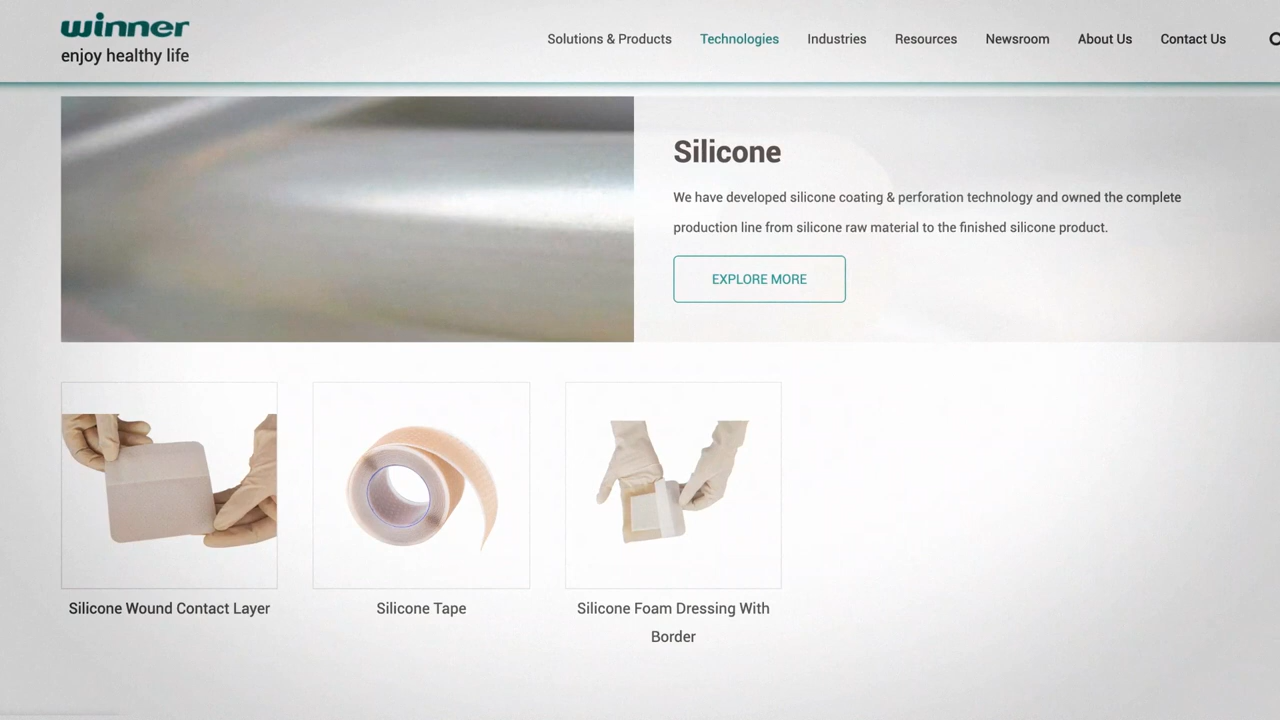 winner
enjoy healthy life
Solutions & Products Technologies Industries Resources Newsroom About Us Contact Us
Silicone
We have developed silicone coating & perforation technology and owned the complete
production line from silicone raw material to the finished silicone product.
EXPLORE MORE
Silicone Wound Contact Layer
Silicone Tape
Silicone Foam Dressing With
Border